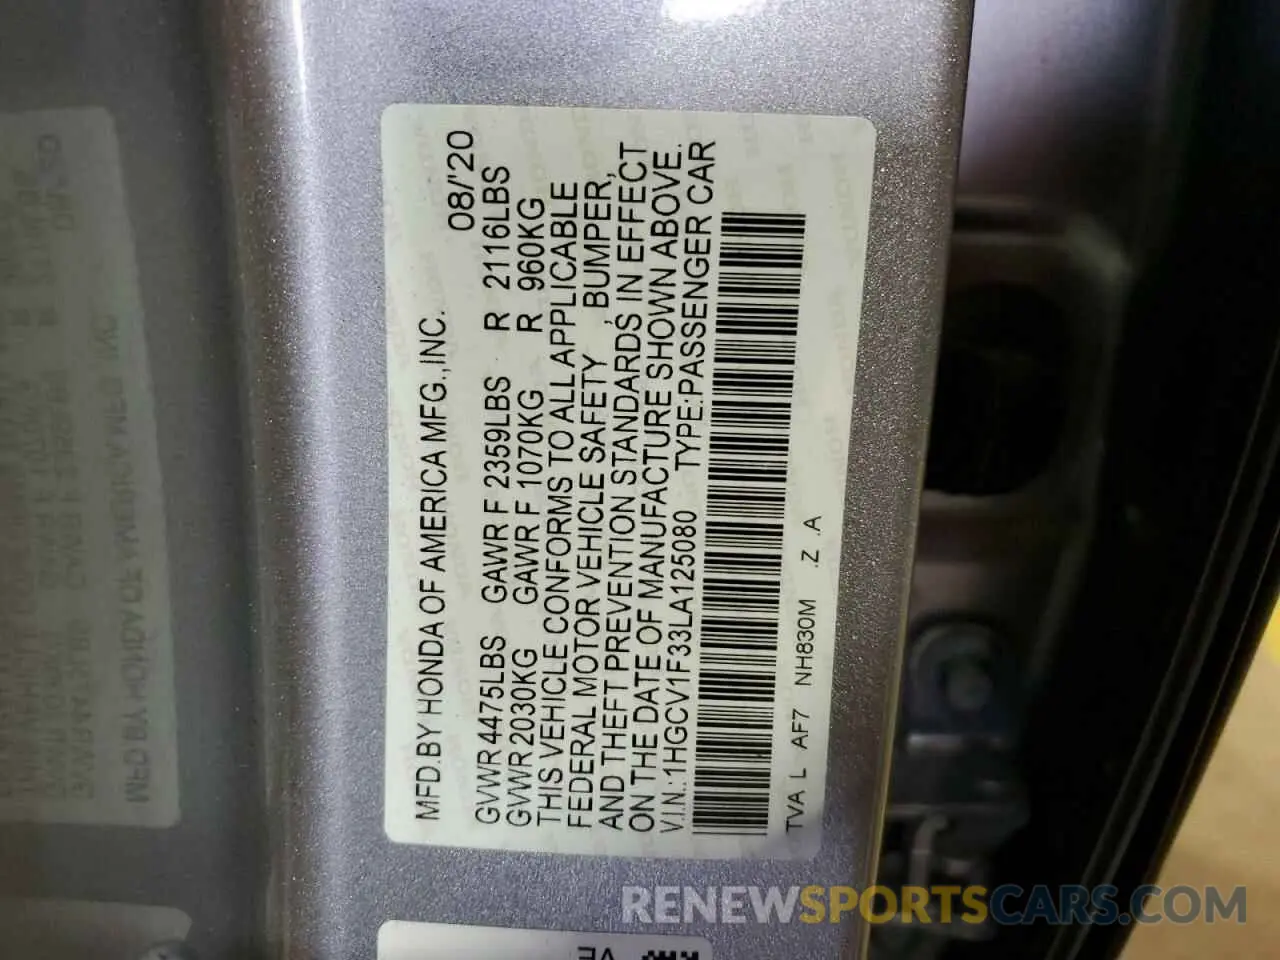 MFD.BY HONDA OF AMERICA MFG.,INC. 08/'20
GVWR 4475LBS GAWR F 2359LBS R 2116LBS
GVWR 2030KG GAWR F 1070KG R 960KG
THIS VEHICLE CONFORMS TO ALL APPLICABLE
FEDERAL MOTOR VEHICLE SAFETY , BUMPER,
AND THEFT PREVENTION STANDARDS IN EFFECT
ON THE DATE OF MANUFACTURE SHOWN ABOVE.
V.I.N.:1HGCV1F33LA125080 TYPE:PASSENGER CAR
TVA L AF7 NH830M .Z .A
RENEWSPORTSCARS.COM